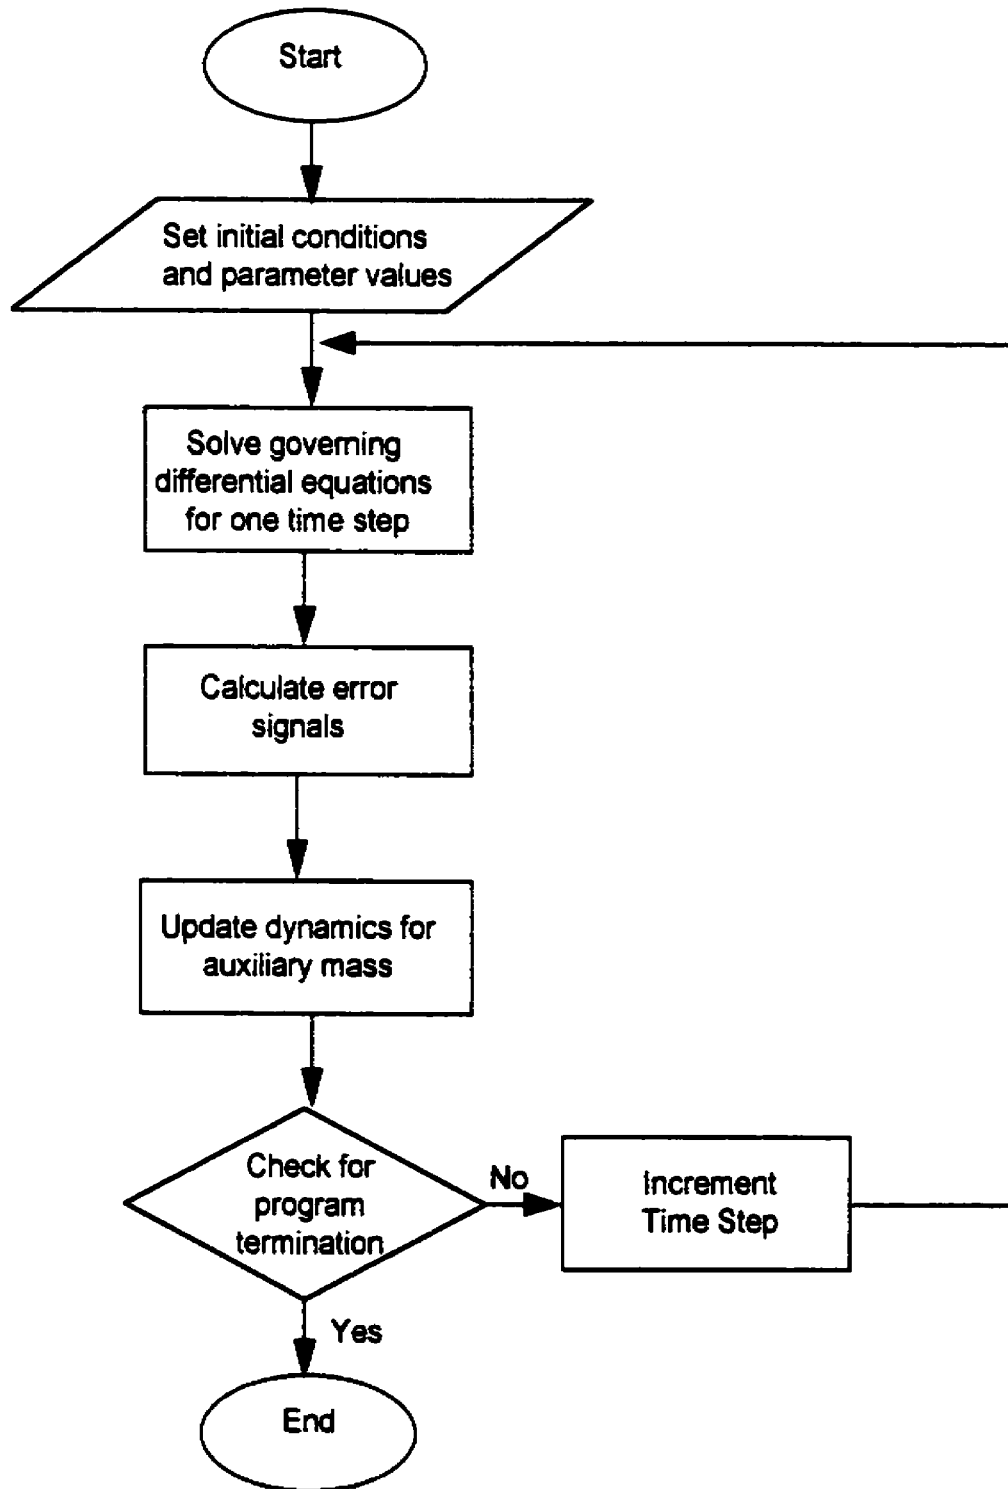 Start
Set initial conditions
and parameter values
Solve governing
differential equations
for one time step
Calculate error
signals
Update dynamics for
auxiliary mass
Check for
program
termination
No
Increment
Time Step
Yes
End